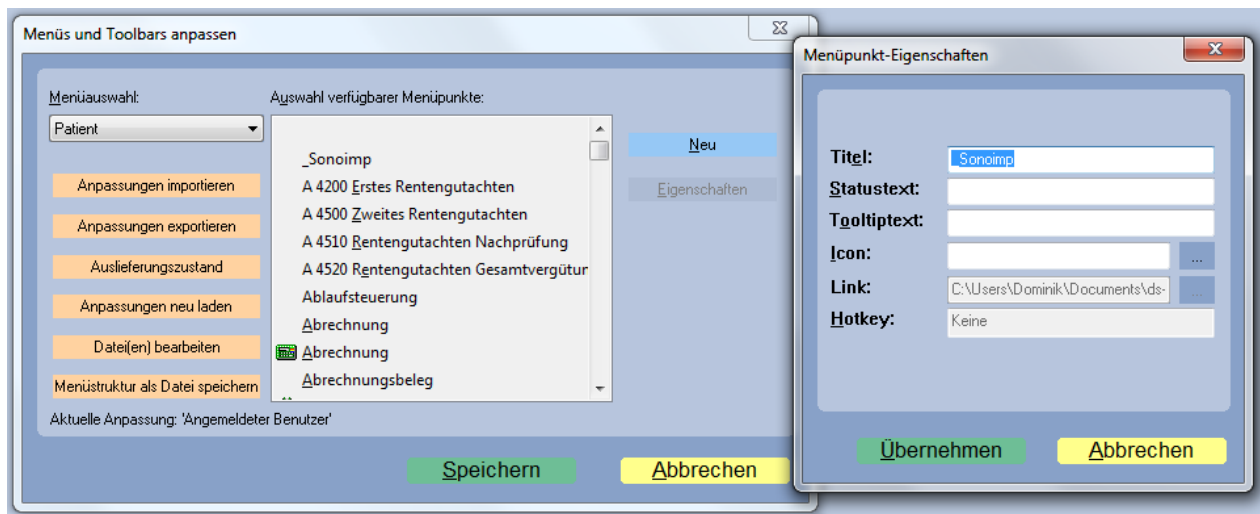 Menüs und Toolbars anpassen
Menüauswahl:
Patient
Anpassungen importieren
Anpassungen exportieren
Auslieferungszustand
Anpassungen neu laden
Datei(en) bearbeiten
Menüstruktur als Datei speichern
Aktuelle Anpassung: 'Angemeldeter Benutzer'
Auswahl verfügbarer Menüpunkte:
_Sonoimp
A 4200 Erstes Rentengutachten
A 4500 Zweites Rentengutachten
A 4510 Rentengutachten Nachprüfung
A 4520 Rentengutachten Gesamtvergütur
Ablaufsteuerung
Abrechnung
Abrechnung
Abrechnungsbeleg
Neu
Eigenschaften
Speichern
Abbrechen
Menüpunkt-Eigenschaften
Titel: _Sonoimp
Statustext:
Tooltiptext:
Icon: ...
Link: C:\Users\Dominik\Documents\ds- ...
Hotkey: Keine
Übernehmen
Abbrechen